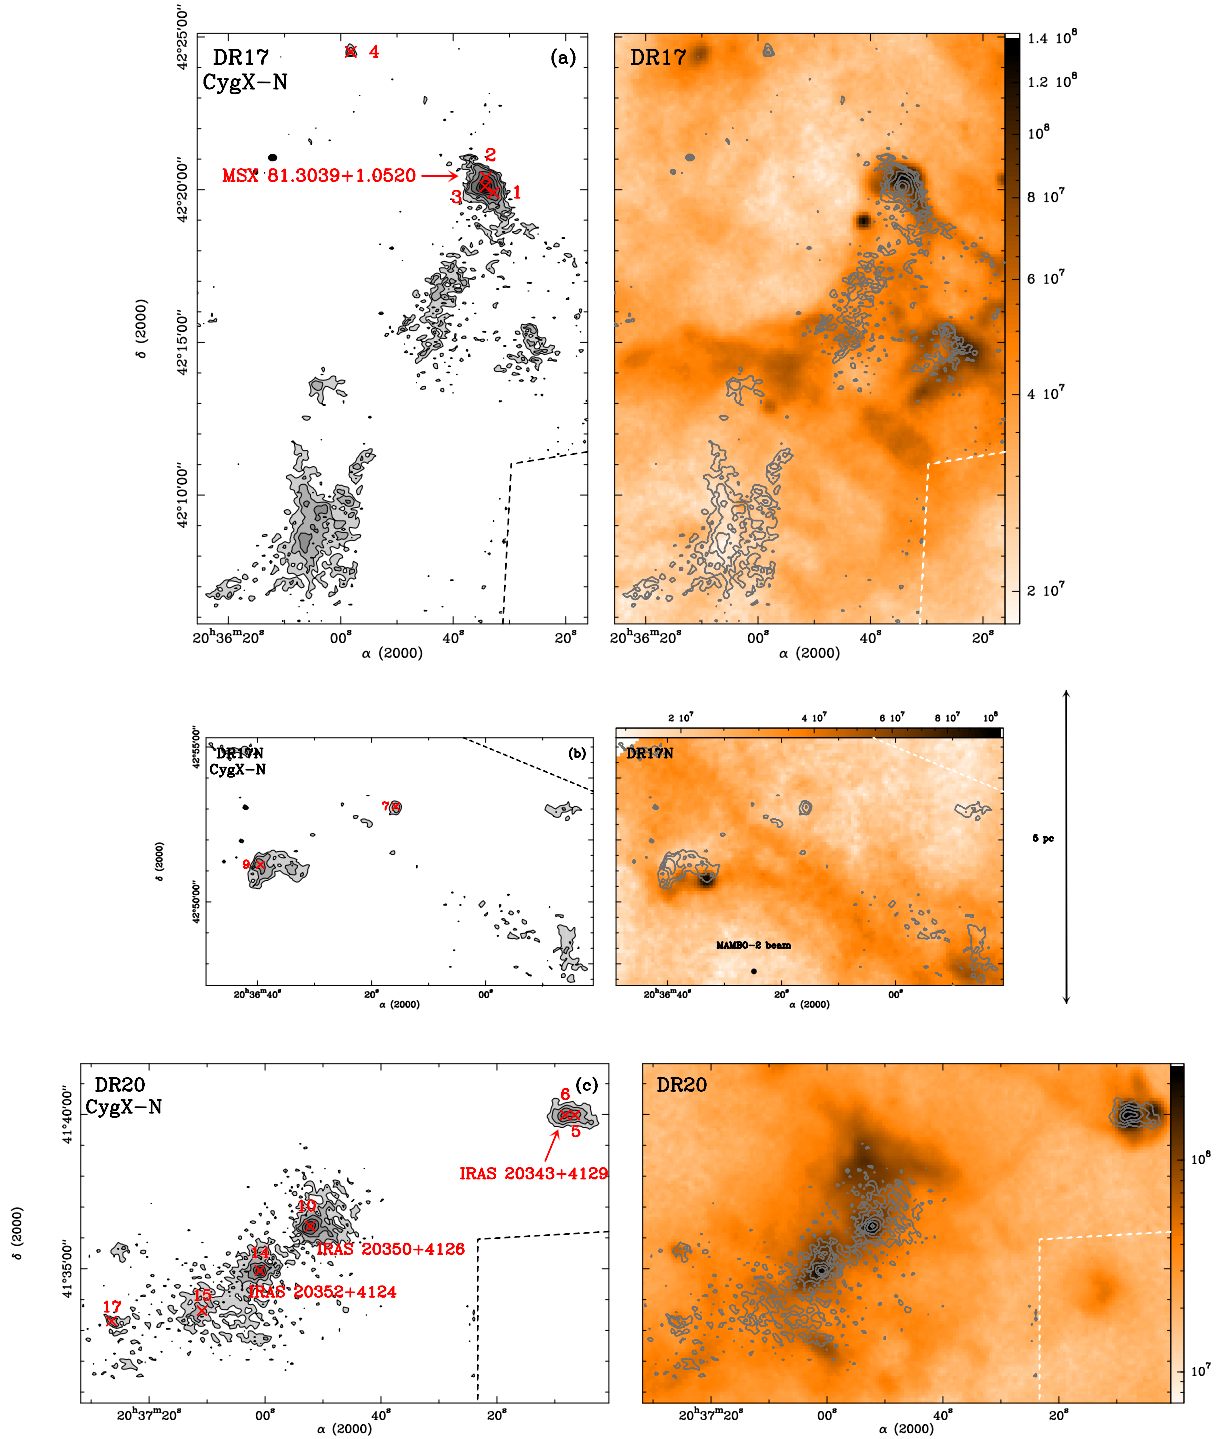 DR17
CygX-N
(a)
4
2
MSX 81.3039+1.0520
3
1
42°25'00"
42°20'00"
42°15'00"
42°10'00"
δ (2000)
20ʰ36ᵐ20ˢ
00ˢ
40ˢ
20ˢ
α (2000)
DR17
1.4 10⁸
1.2 10⁸
10⁸
8 10⁷
6 10⁷
4 10⁷
2 10⁷
20ʰ36ᵐ20ˢ
00ˢ
40ˢ
20ˢ
α (2000)
DR17N
CygX-N
(b)
7
9
42°55'00"
42°50'00"
δ (2000)
20ʰ36ᵐ40ˢ
20ˢ
00ˢ
α (2000)
2 10⁷
4 10⁷
6 10⁷
8 10⁷
10⁸
DR17N
MAMBO-2 beam
20ʰ36ᵐ40ˢ
20ˢ
00ˢ
α (2000)
5 pc
DR20
CygX-N
(c)
6
5
IRAS 20343+4129
10
IRAS 20350+4126
14
IRAS 20352+4124
15
17
41°40'00"
41°35'00"
δ (2000)
20ʰ37ᵐ20ˢ
00ˢ
40ˢ
20ˢ
α (2000)
DR20
10⁸
10⁷
20ʰ37ᵐ20ˢ
00ˢ
40ˢ
20ˢ
α (2000)